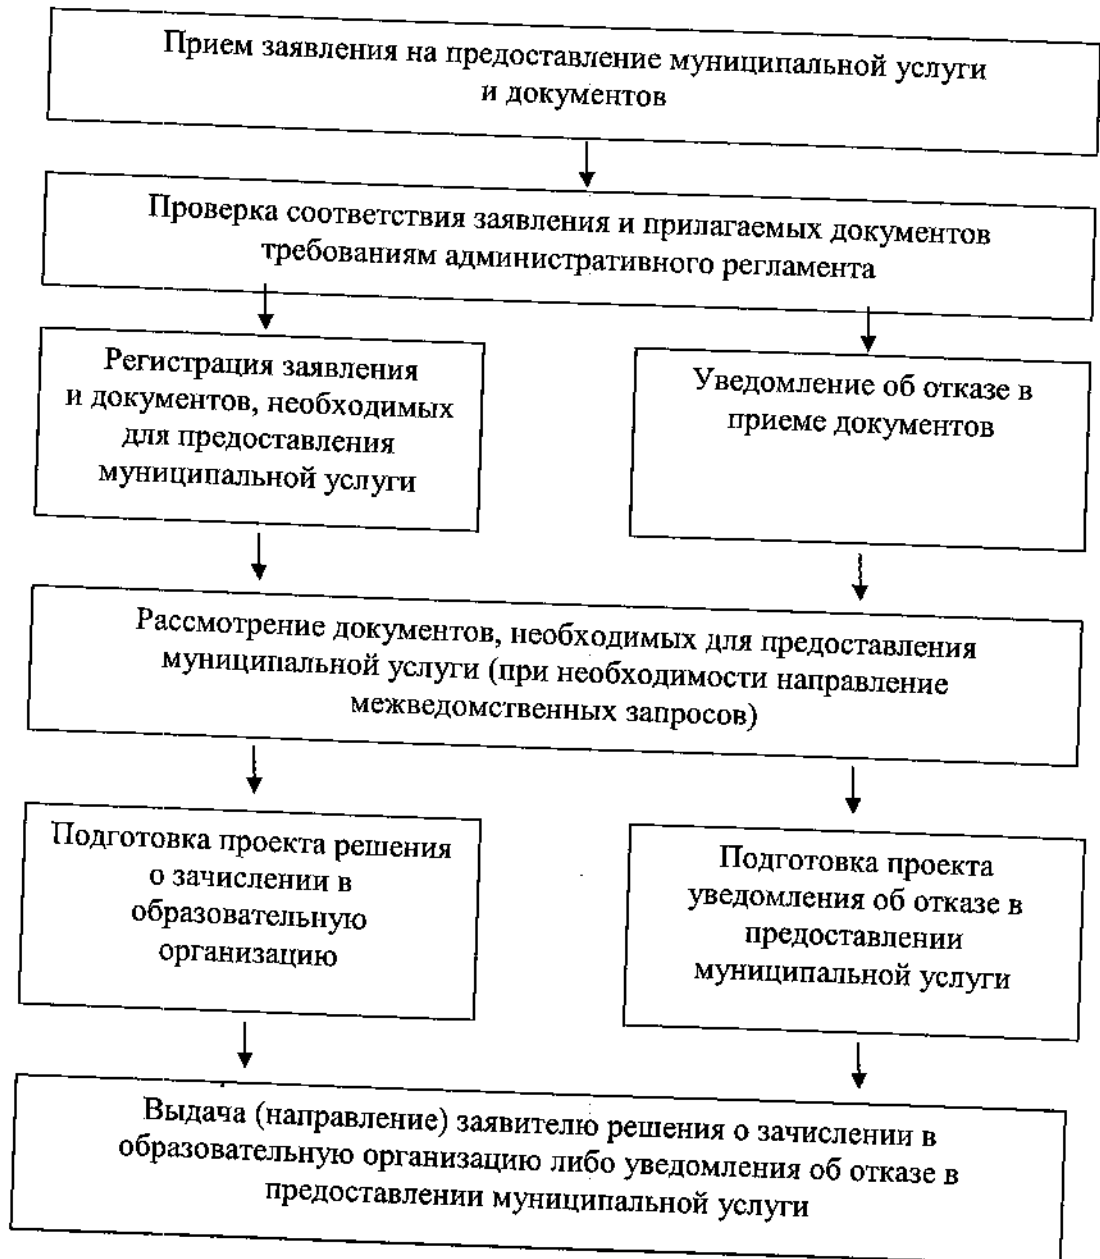 Прием заявления на предоставление муниципальной услуги
и документов
Проверка соответствия заявления и прилагаемых документов
требованиям административного регламента
Регистрация заявления
и документов, необходимых
для предоставления
муниципальной услуги
Уведомление об отказе в
приеме документов
Рассмотрение документов, необходимых для предоставления
муниципальной услуги (при необходимости направление
межведомственных запросов)
Подготовка проекта решения
о зачислении в
образовательную
организацию
Подготовка проекта
уведомления об отказе в
предоставлении
муниципальной услуги
Выдача (направление) заявителю решения о зачислении в
образовательную организацию либо уведомления об отказе в
предоставлении муниципальной услуги